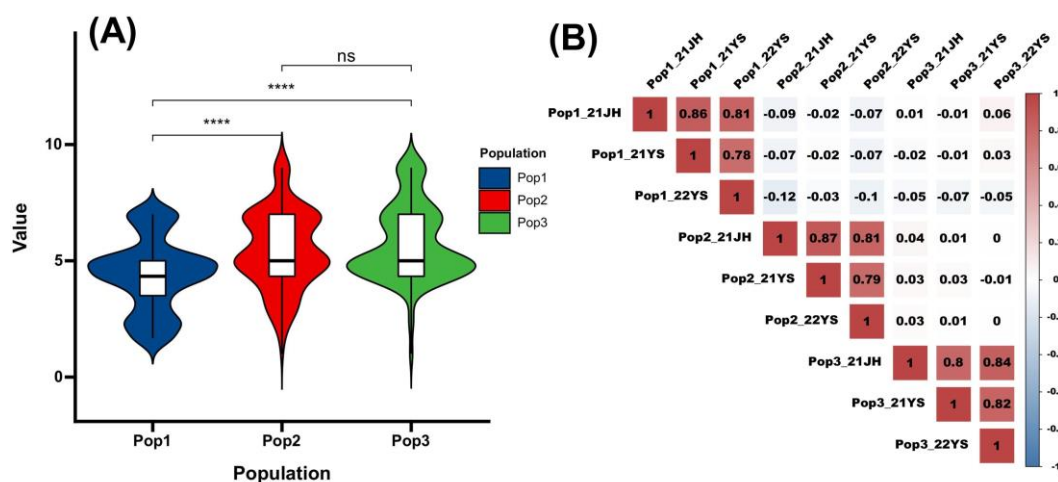 (A)
ns
****
****
10
5
0
Value
Pop1
Pop2
Pop3
Population
Population
Pop1
Pop2
Pop3
(B)
Pop1_21JH
Pop1_21YS
Pop1_22YS
Pop2_21JH
Pop2_21YS
Pop2_22YS
Pop3_21JH
Pop3_21YS
Pop3_22YS
Pop1_21JH 1 0.86 0.81 -0.09 -0.02 -0.07 0.01 -0.01 0.06
Pop1_21YS 1 0.78 -0.07 -0.02 -0.07 -0.02 -0.01 0.03
Pop1_22YS 1 -0.12 -0.03 -0.1 -0.05 -0.07 -0.05
Pop2_21JH 1 0.87 0.81 0.04 0.01 0
Pop2_21YS 1 0.79 0.03 0.03 -0.01
Pop2_22YS 1 0.03 0.01 0
Pop3_21JH 1 0.8 0.84
Pop3_21YS 1 0.82
Pop3_22YS 1